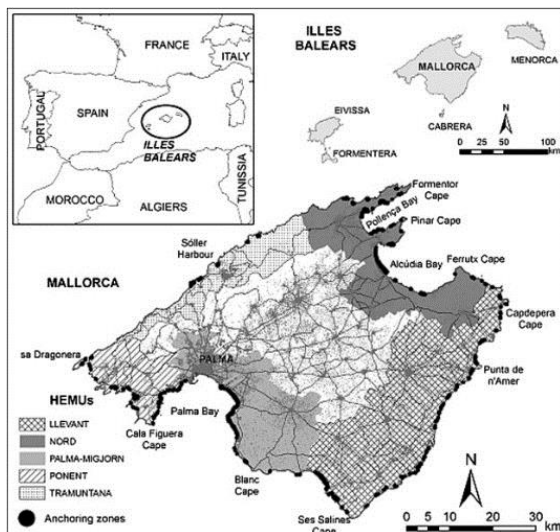 FRANCE
ITALY
PORTUGAL
SPAIN
ILLES
BALEARS
MOROCCO
ALGIERS
TUNISSIA
ILLES
BALEARS
MENORCA
MALLORCA
EIVISSA
CABRERA
FORMENTERA
N
0 25 50 100
km
Formentor
Cape
Pollença Bay
Pinar Cape
Sóller
Harbour
Alcúdia Bay
Ferrutx Cape
MALLORCA
Capdepera
Cape
sa Dragonera
PALMA
Punta de
n'Amer
HEMUs
Palma Bay
LLEVANT
NORD
Cala Figuera
Cape
PALMA-MIGJORN
PONENT
Blanc
Cape
TRAMUNTANA
N
Anchoring zones
Ses Salines
Cape
0 5 10 20 30
km